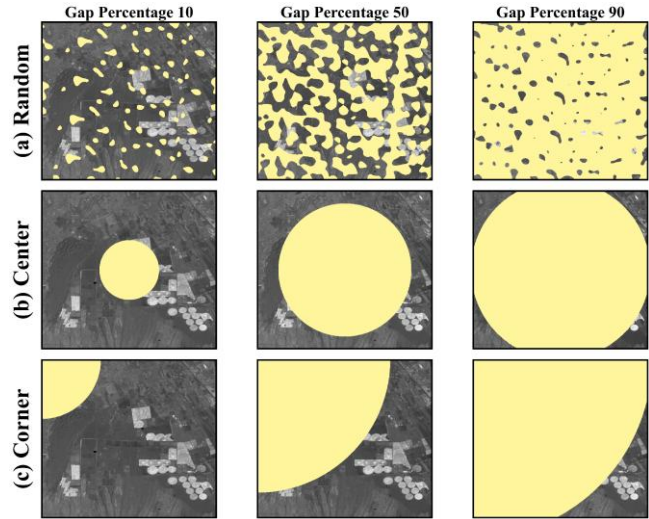 Gap Percentage 10 Gap Percentage 50 Gap Percentage 90
(a) Random
(b) Center
(c) Corner